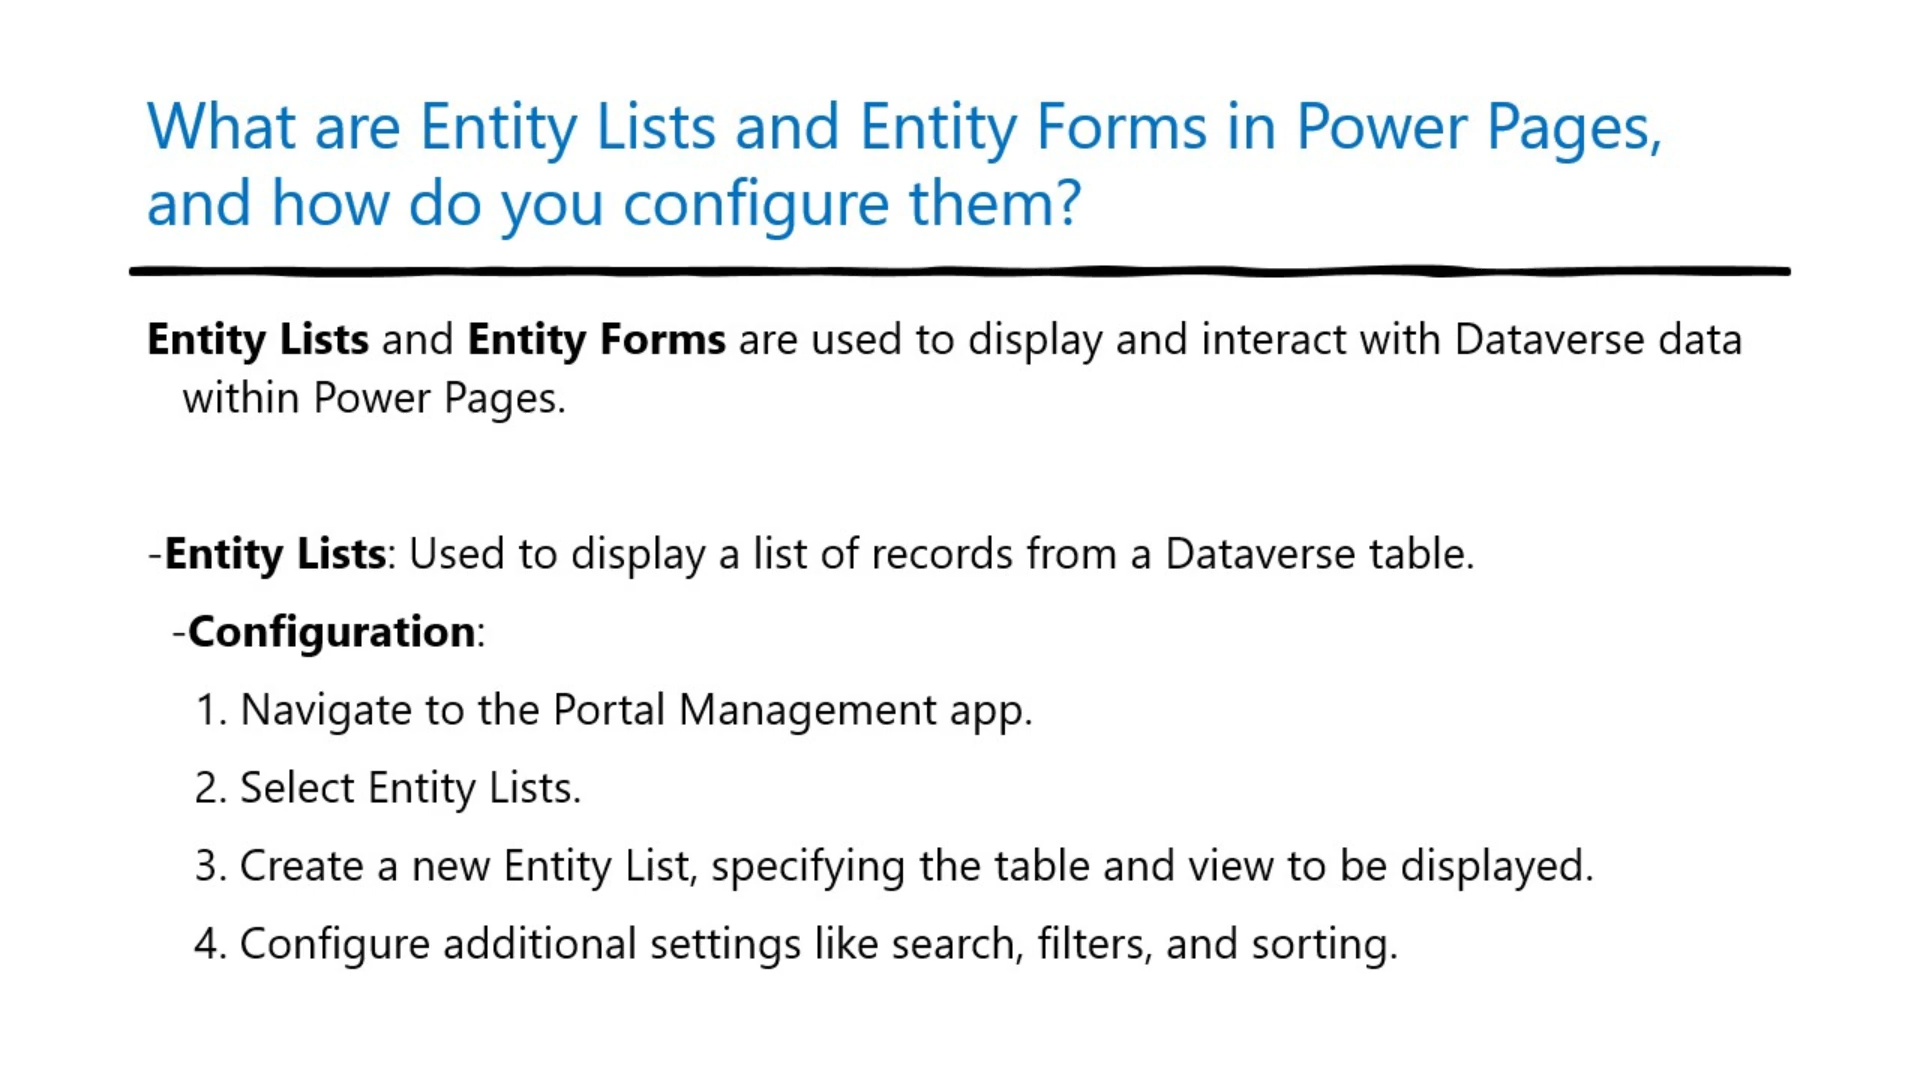 What are Entity Lists and Entity Forms in Power Pages,
and how do you configure them?
Entity Lists and Entity Forms are used to display and interact with Dataverse data
within Power Pages.
-Entity Lists: Used to display a list of records from a Dataverse table.
-Configuration:
1. Navigate to the Portal Management app.
2. Select Entity Lists.
3. Create a new Entity List, specifying the table and view to be displayed.
4. Configure additional settings like search, filters, and sorting.